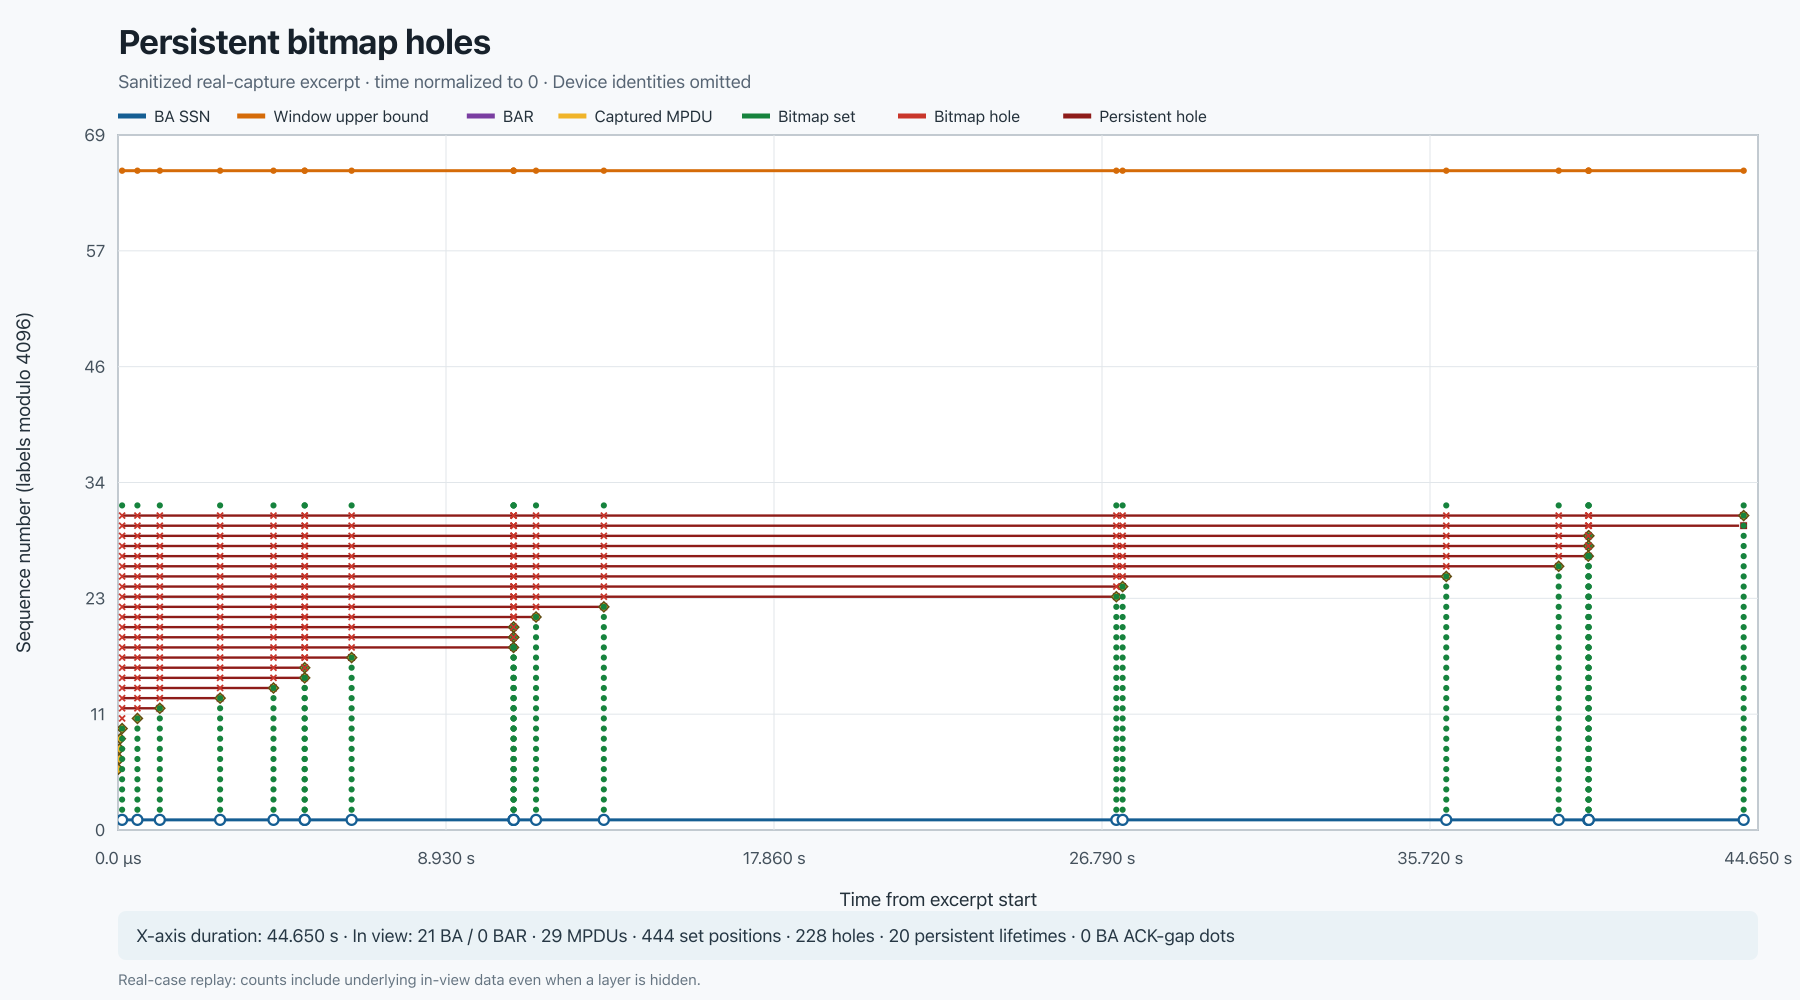 Persistent bitmap holes
Sanitized real-capture excerpt · time normalized to 0 · Device identities omitted
BA SSN Window upper bound BAR Captured MPDU Bitmap set Bitmap hole Persistent hole
69
57
46
34
23
11
0
Sequence number (labels modulo 4096)
0.0 µs 8.930 s 17.860 s 26.790 s 35.720 s 44.650 s
Time from excerpt start
X-axis duration: 44.650 s · In view: 21 BA / 0 BAR · 29 MPDUs · 444 set positions · 228 holes · 20 persistent lifetimes · 0 BA ACK-gap dots
Real-case replay: counts include underlying in-view data even when a layer is hidden.